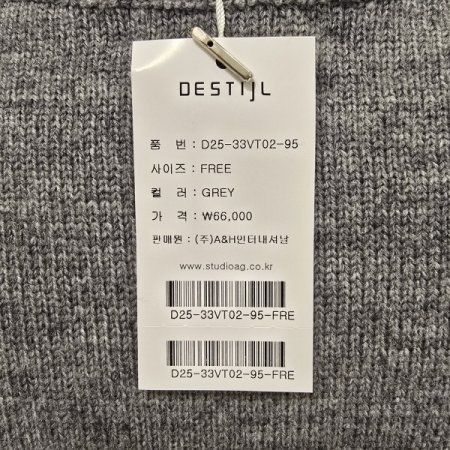 DESTIJL
품 번 : D25-33VT02-95
사이즈 : FREE
컬 러 : GREY
가 격 : ₩66,000
판매원 : (주)A&H인터내셔날
www.studioag.co.kr
D25-33VT02-95-FRE
D25-33VT02-95-FRE